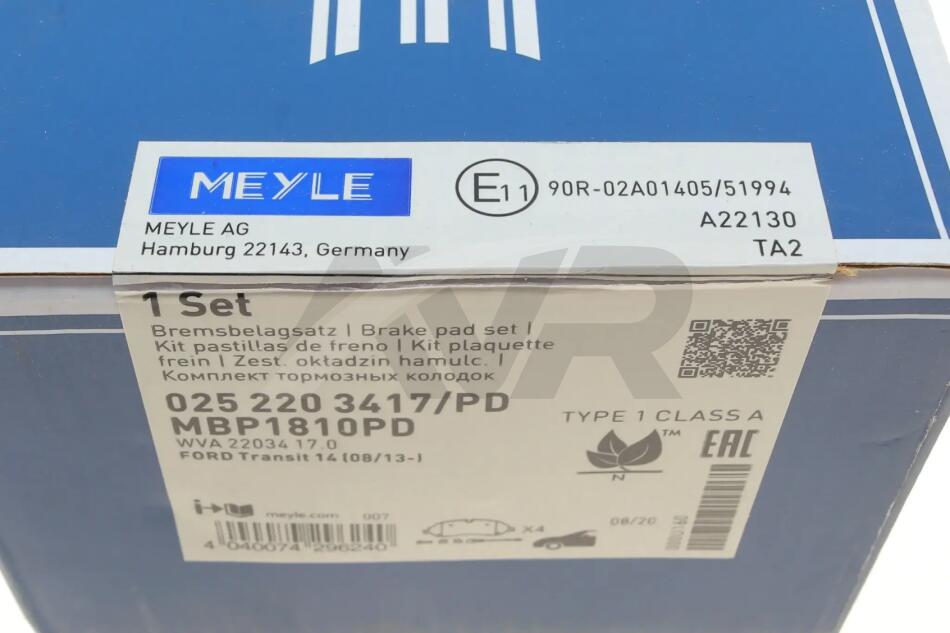 MEYLE
MEYLE AG
Hamburg 22143, Germany
E11 90R-02A01405/51994
A22130
TA2
1 Set
Bremsbelagsatz | Brake pad set |
Kit pastillas de freno | Kit plaquette
frein | Zest. okładzin hamulc. |
Комплект тормозных колодок
025 220 3417/PD
MBP1810PD
WVA 22034 17.0
FORD Transit 14 (08/13-)
TYPE 1 CLASS A
TM
N
EAC
meyle.com 007
4 040074 296240
X4
08/20
AVR